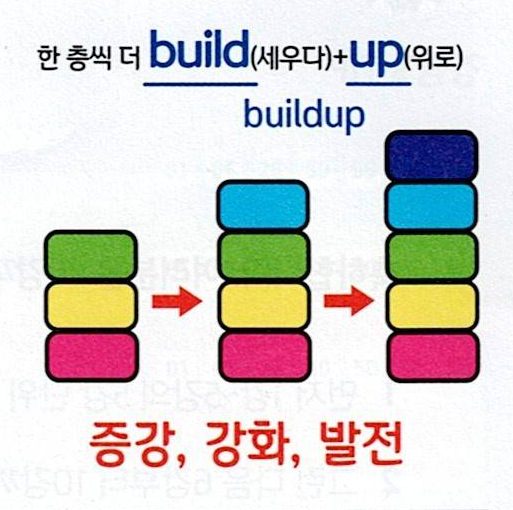 한 층씩 더 build(세우다)+up(위로)
buildup
증강, 강화, 발전